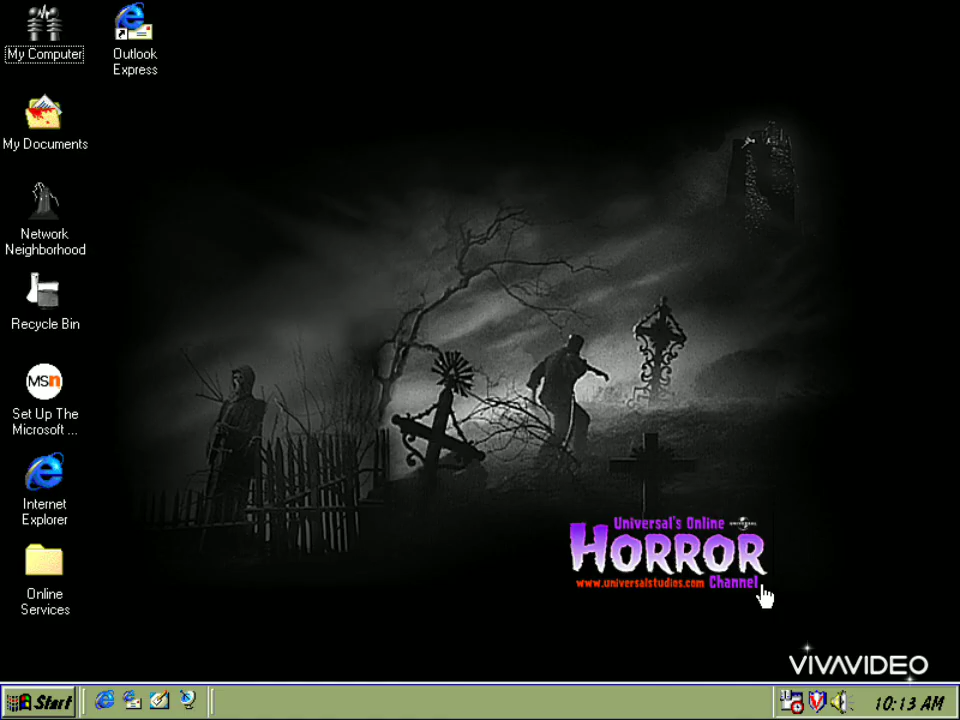 My Computer
Outlook
Express
My Documents
Network
Neighborhood
Recycle Bin
msn
Set Up The
Microsoft ...
Internet
Explorer
Online
Services
Universal's Online
UNIVERSAL
HORROR
www.universalstudios.com Channel
VIVAVIDEO
Start
10:13 AM